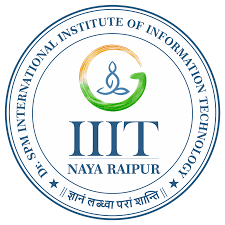 Dr. SPM INTERNATIONAL INSTITUTE OF INFORMATION TECHNOLOGY
IIIT
NAYA RAIPUR
॥ ज्ञानं लब्ध्वा परां शान्तिं ॥